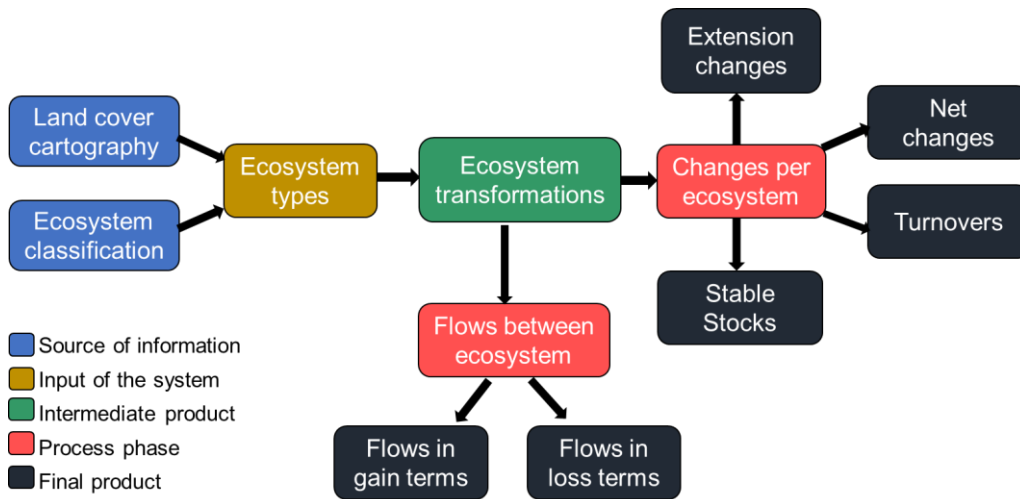 Extension
changes
Land cover
cartography
Net
changes
Ecosystem
types
Ecosystem
transformations
Changes per
ecosystem
Ecosystem
classification
Turnovers
Stable
Stocks
Flows between
ecosystem
Source of information
Input of the system
Intermediate product
Process phase
Final product
Flows in
gain terms
Flows in
loss terms